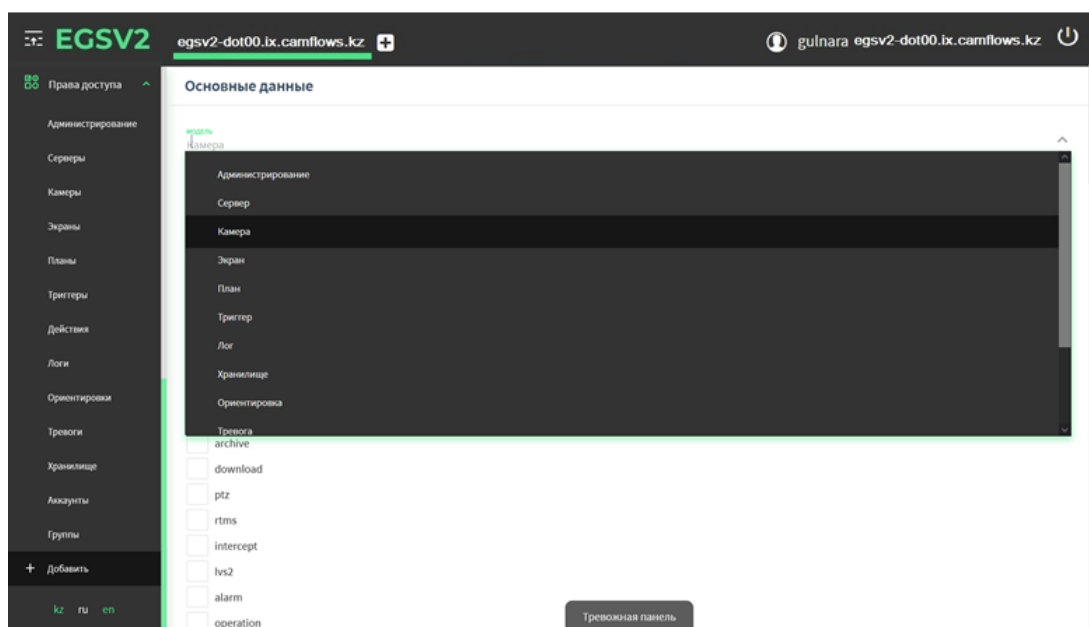 EGSV2
egsv2-dot00.ix.camflows.kz
gulnara egsv2-dot00.ix.camflows.kz
Права доступа
Администрирование
Серверы
Камеры
Экраны
Планы
Триггеры
Действия
Логи
Ориентировки
Тревоги
Хранилище
Аккаунты
Группы
+ Добавить
kz ru en
Основные данные
модель
Камера
Администрирование
Сервер
Камера
Экран
План
Триггер
Лог
Хранилище
Ориентировка
Тревога
archive
download
ptz
rtms
intercept
lvs2
alarm
operation
Тревожная панель